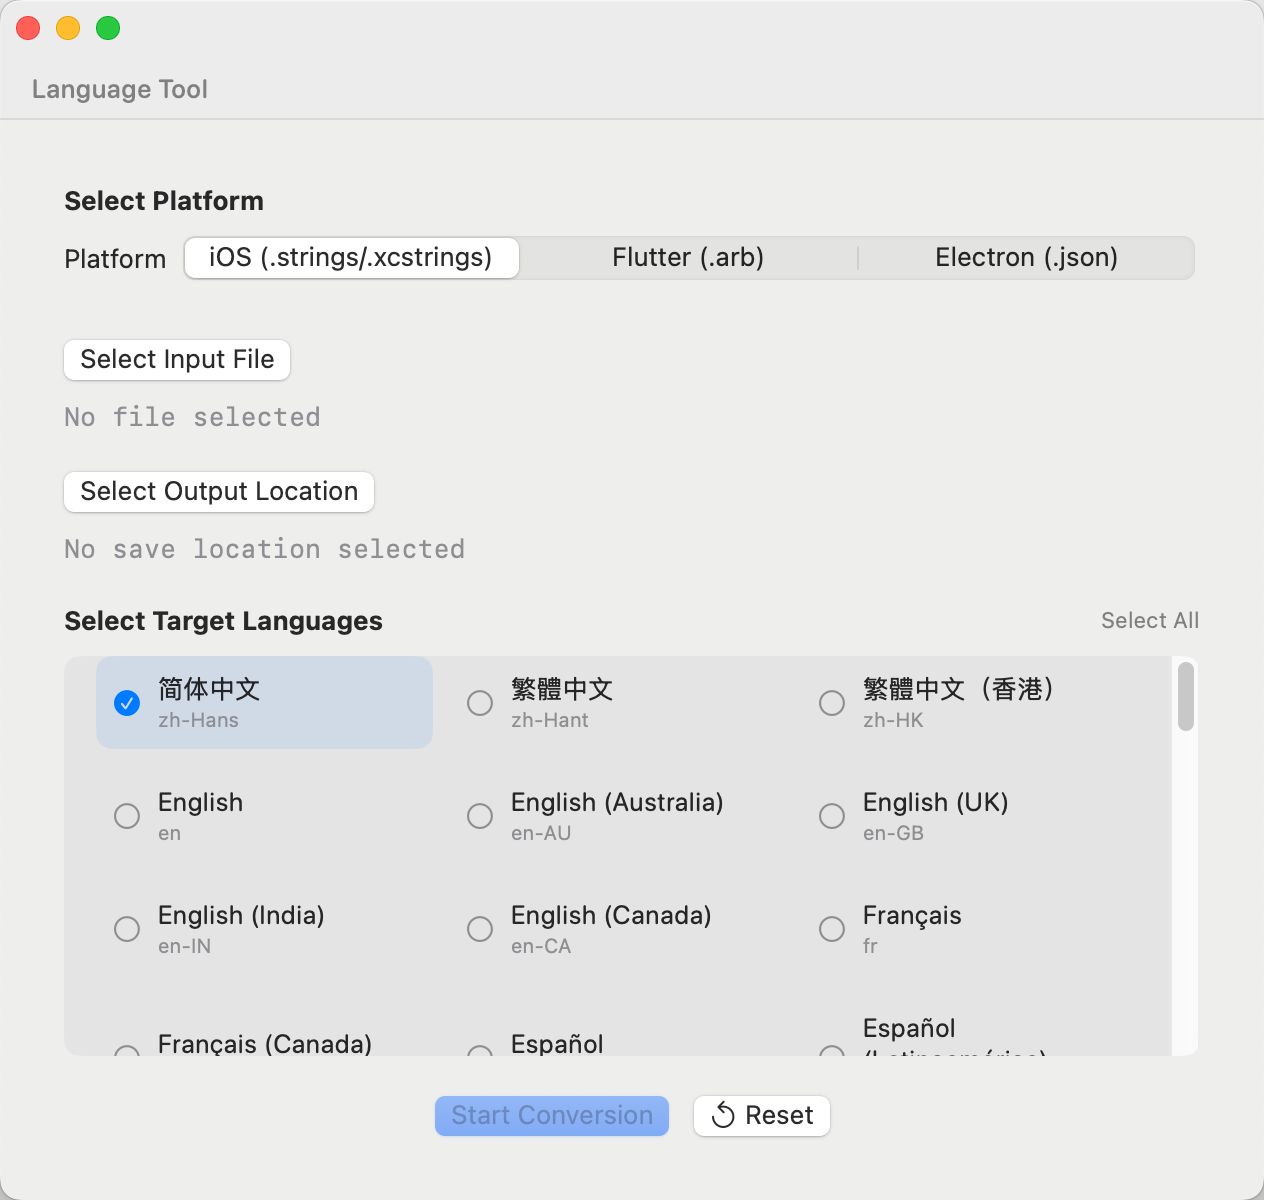 Language Tool
Select Platform
Platform
iOS (.strings/.xcstrings)
Flutter (.arb)
Electron (.json)
Select Input File
No file selected
Select Output Location
No save location selected
Select Target Languages
Select All
简体中文
zh-Hans
繁體中文
zh-Hant
繁體中文（香港）
zh-HK
English
en
English (Australia)
en-AU
English (UK)
en-GB
English (India)
en-IN
English (Canada)
en-CA
Français
fr
Français (Canada)
Español
Español
(Latinoamérica)
Start Conversion
Reset